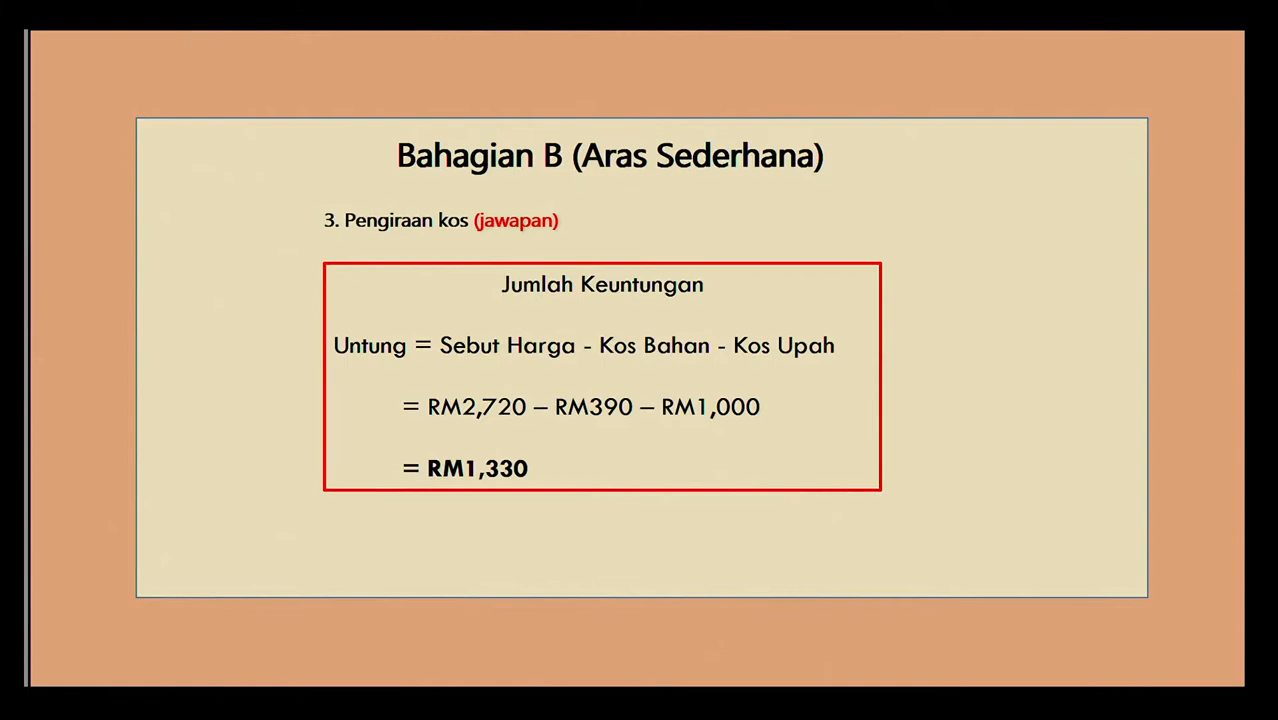 Bahagian B (Aras Sederhana)
3. Pengiraan kos (jawapan)
Jumlah Keuntungan
Untung = Sebut Harga - Kos Bahan - Kos Upah
= RM2,720 – RM390 – RM1,000
= RM1,330